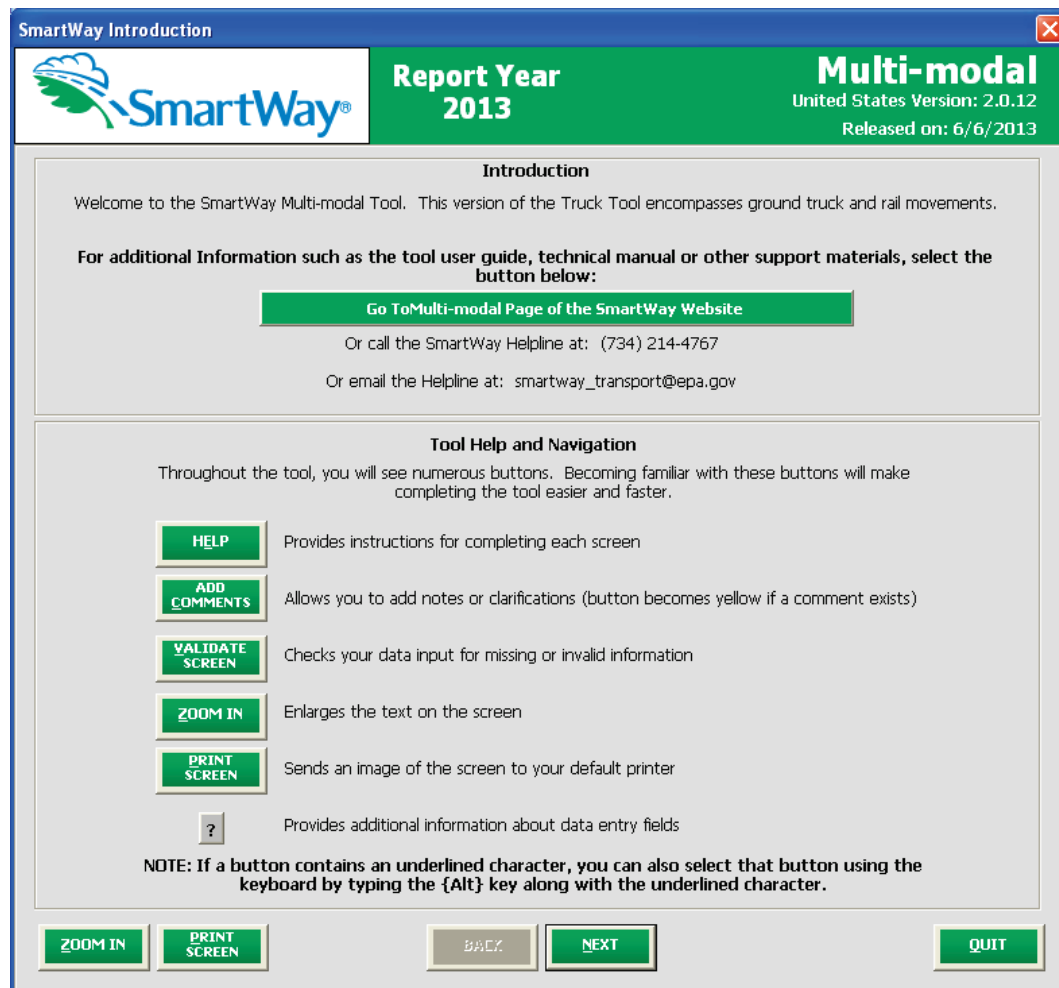 SmartWay Introduction
SmartWay®
Report Year
2013
Multi-modal
United States Version: 2.0.12
Released on: 6/6/2013
Introduction
Welcome to the SmartWay Multi-modal Tool. This version of the Truck Tool encompasses ground truck and rail movements.
For additional Information such as the tool user guide, technical manual or other support materials, select the
button below:
Go ToMulti-modal Page of the SmartWay Website
Or call the SmartWay Helpline at: (734) 214-4767
Or email the Helpline at: smartway_transport@epa.gov
Tool Help and Navigation
Throughout the tool, you will see numerous buttons. Becoming familiar with these buttons will make
completing the tool easier and faster.
HELP
Provides instructions for completing each screen
ADD
COMMENTS
Allows you to add notes or clarifications (button becomes yellow if a comment exists)
VALIDATE
SCREEN
Checks your data input for missing or invalid information
ZOOM IN
Enlarges the text on the screen
PRINT
SCREEN
Sends an image of the screen to your default printer
?
Provides additional information about data entry fields
NOTE: If a button contains an underlined character, you can also select that button using the
keyboard by typing the {Alt} key along with the underlined character.
ZOOM IN
PRINT
SCREEN
BACK
NEXT
QUIT